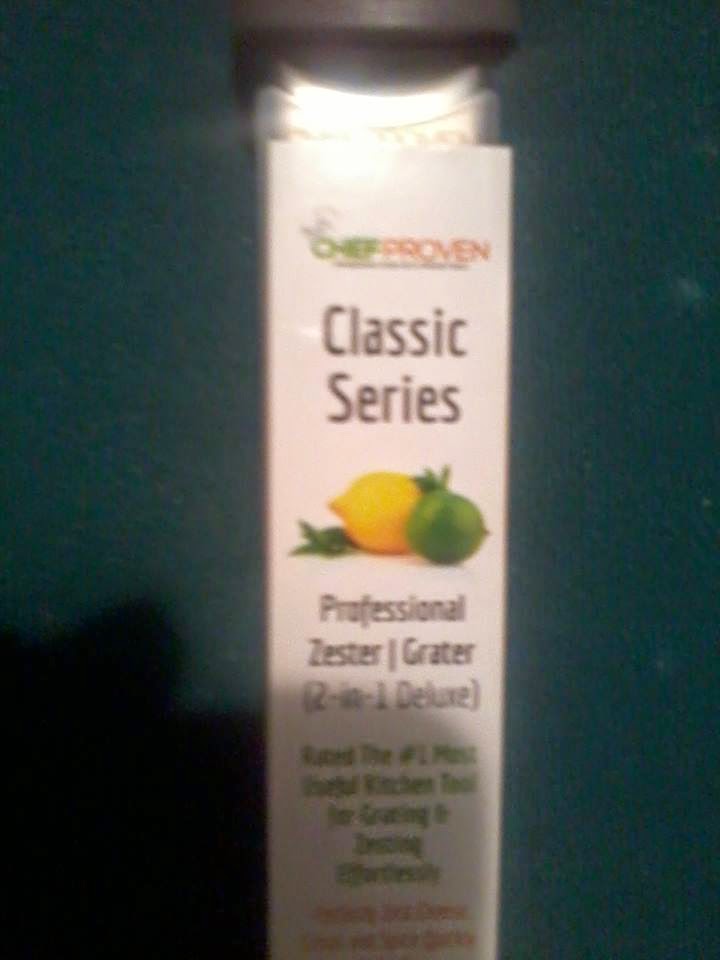 CHEFPROVEN
Classic
Series
Professional
Zester | Grater
(2-in-1 Deluxe)
Rated The #1 Most
Useful Kitchen Tool
for Grating &
Zesting
Effortlessly